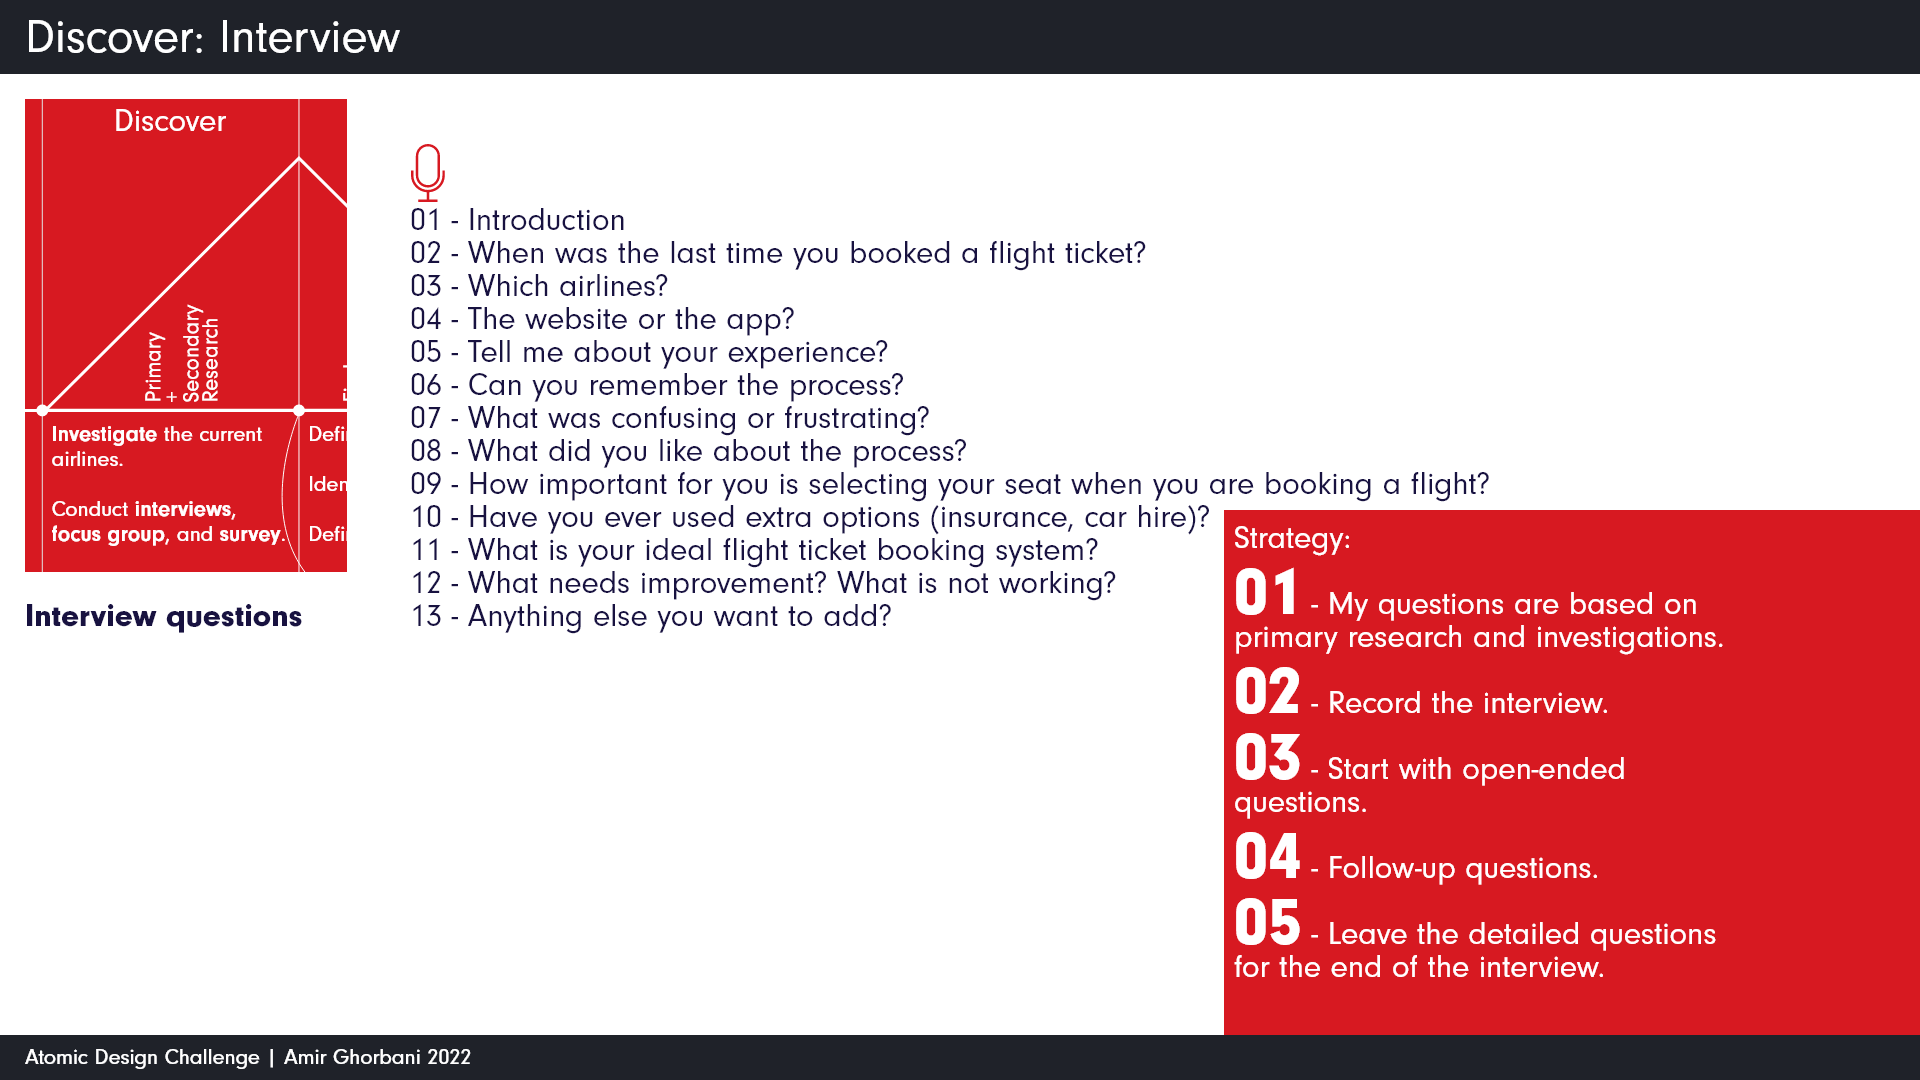 Discover: Interview
Discover
Primary
+
Secondary
Research
Investigate the current
airlines.
Conduct interviews,
focus group, and survey.
Interview questions
01 - Introduction
02 - When was the last time you booked a flight ticket?
03 - Which airlines?
04 - The website or the app?
05 - Tell me about your experience?
06 - Can you remember the process?
07 - What was confusing or frustrating?
08 - What did you like about the process?
09 - How important for you is selecting your seat when you are booking a flight?
10 - Have you ever used extra options (insurance, car hire)?
11 - What is your ideal flight ticket booking system?
12 - What needs improvement? What is not working?
13 - Anything else you want to add?
Strategy:
01 - My questions are based on
primary research and investigations.
02 - Record the interview.
03 - Start with open-ended
questions.
04 - Follow-up questions.
05 - Leave the detailed questions
for the end of the interview.
Atomic Design Challenge | Amir Ghorbani 2022